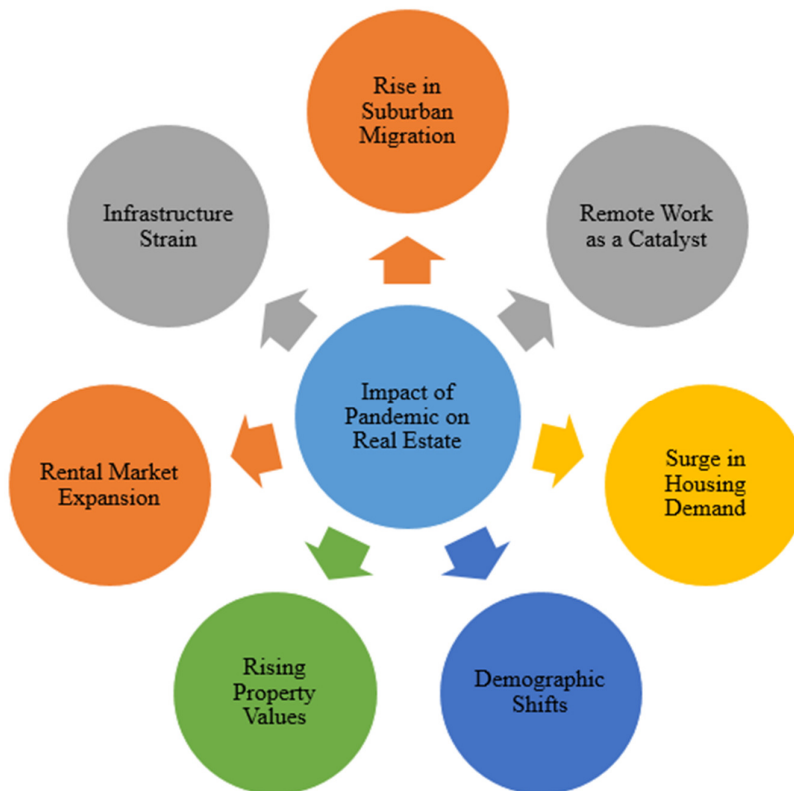 Rise in
Suburban
Migration
Remote Work
as a Catalyst
Surge in
Housing
Demand
Demographic
Shifts
Rising
Property
Values
Rental Market
Expansion
Infrastructure
Strain
Impact of
Pandemic on
Real Estate